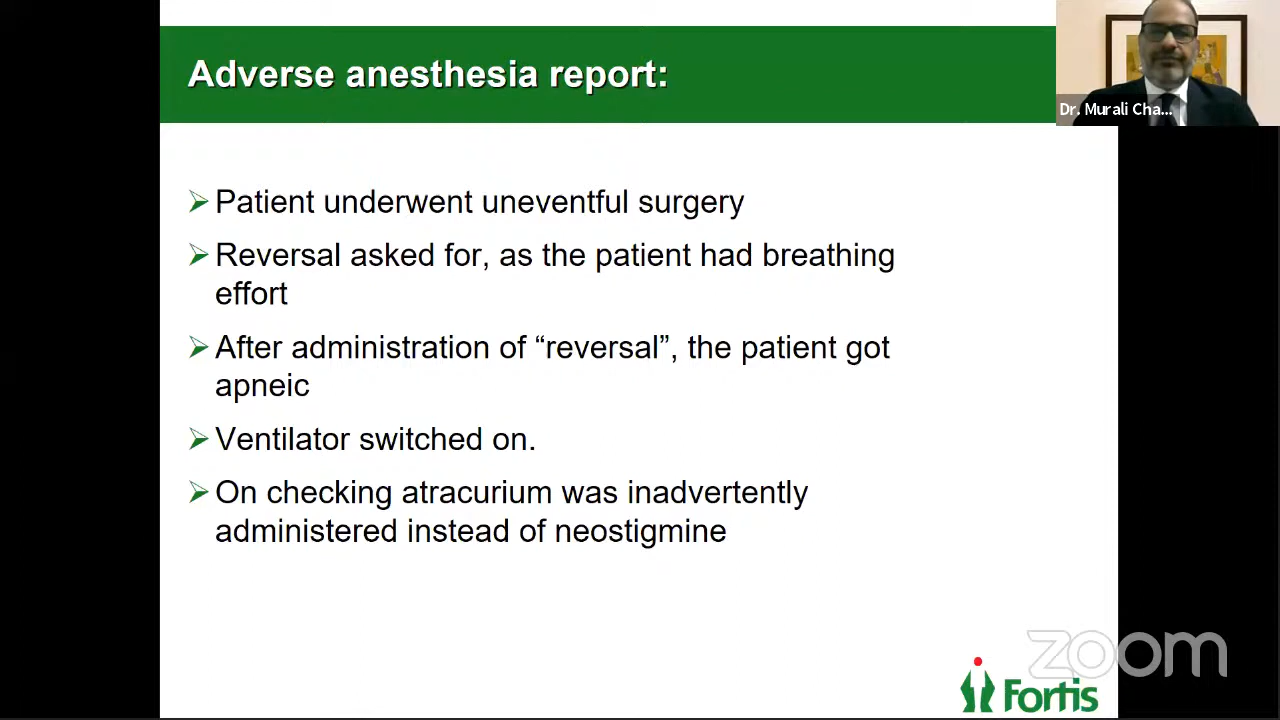 Adverse anesthesia report:
Dr. Murali Cha...
Patient underwent uneventful surgery
Reversal asked for, as the patient had breathing
effort
After administration of “reversal”, the patient got
apneic
Ventilator switched on.
On checking atracurium was inadvertently
administered instead of neostigmine
zoom
Fortis